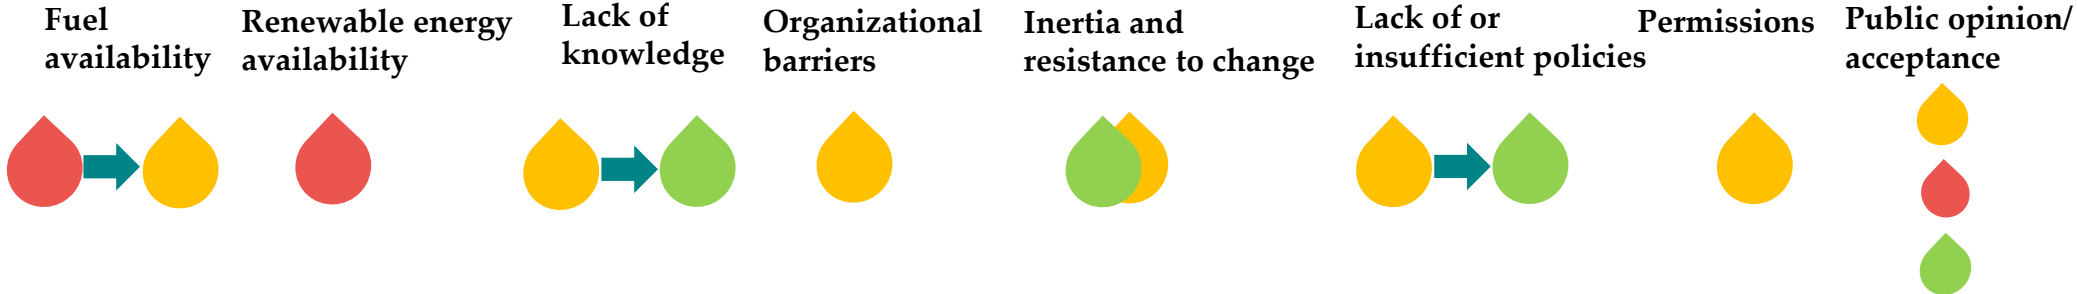 Fuel
availability
Renewable energy
availability
Lack of
knowledge
Organizational
barriers
Inertia and
resistance to change
Lack of or
insufficient policies
Permissions
Public opinion/
acceptance